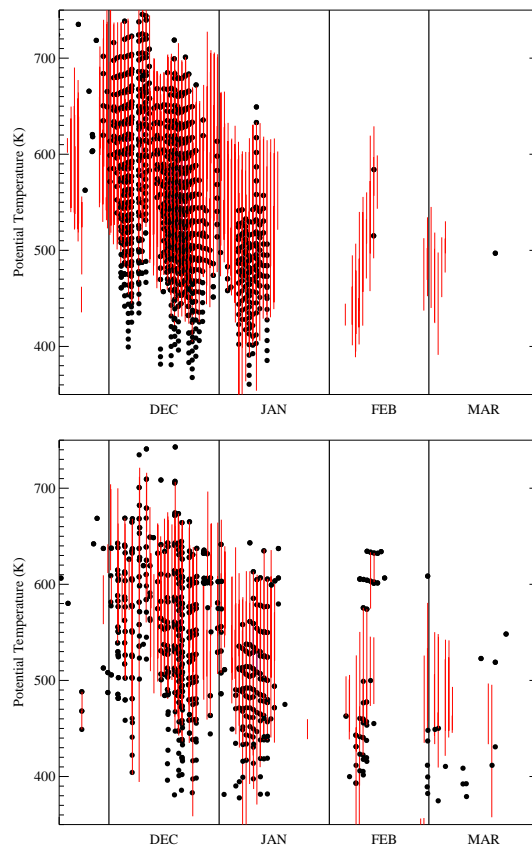 700
600
500
400
Potential Temperature (K)
DEC JAN FEB MAR
700
600
500
400
Potential Temperature (K)
DEC JAN FEB MAR